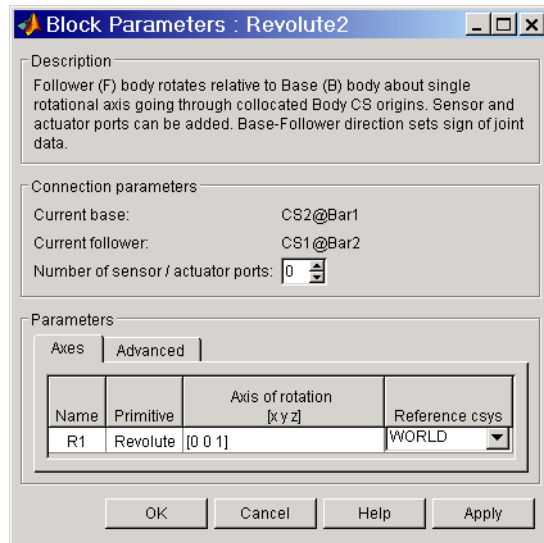 Block Parameters : Revolute2
Description
Follower (F) body rotates relative to Base (B) body about single
rotational axis going through collocated Body CS origins. Sensor and
actuator ports can be added. Base-Follower direction sets sign of joint
data.
Connection parameters
Current base: CS2@Bar1
Current follower: CS1@Bar2
Number of sensor / actuator ports: 0
Parameters
Axes Advanced
Name Primitive Axis of rotation [x y z] Reference csys
R1 Revolute [0 0 1] WORLD
OK Cancel Help Apply